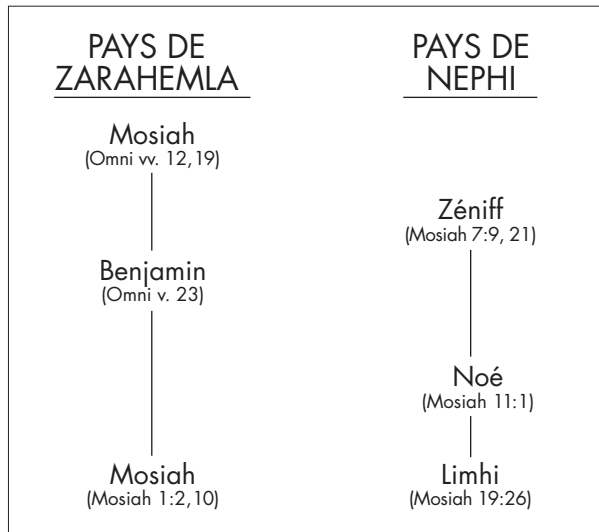 PAYS DE
ZARAHEMLA
Mosiah
(Omni vv. 12,19)
Benjamin
(Omni v. 23)
Mosiah
(Mosiah 1:2,10)
PAYS DE
NEPHI
Zéniff
(Mosiah 7:9, 21)
Noé
(Mosiah 11:1)
Limhi
(Mosiah 19:26)